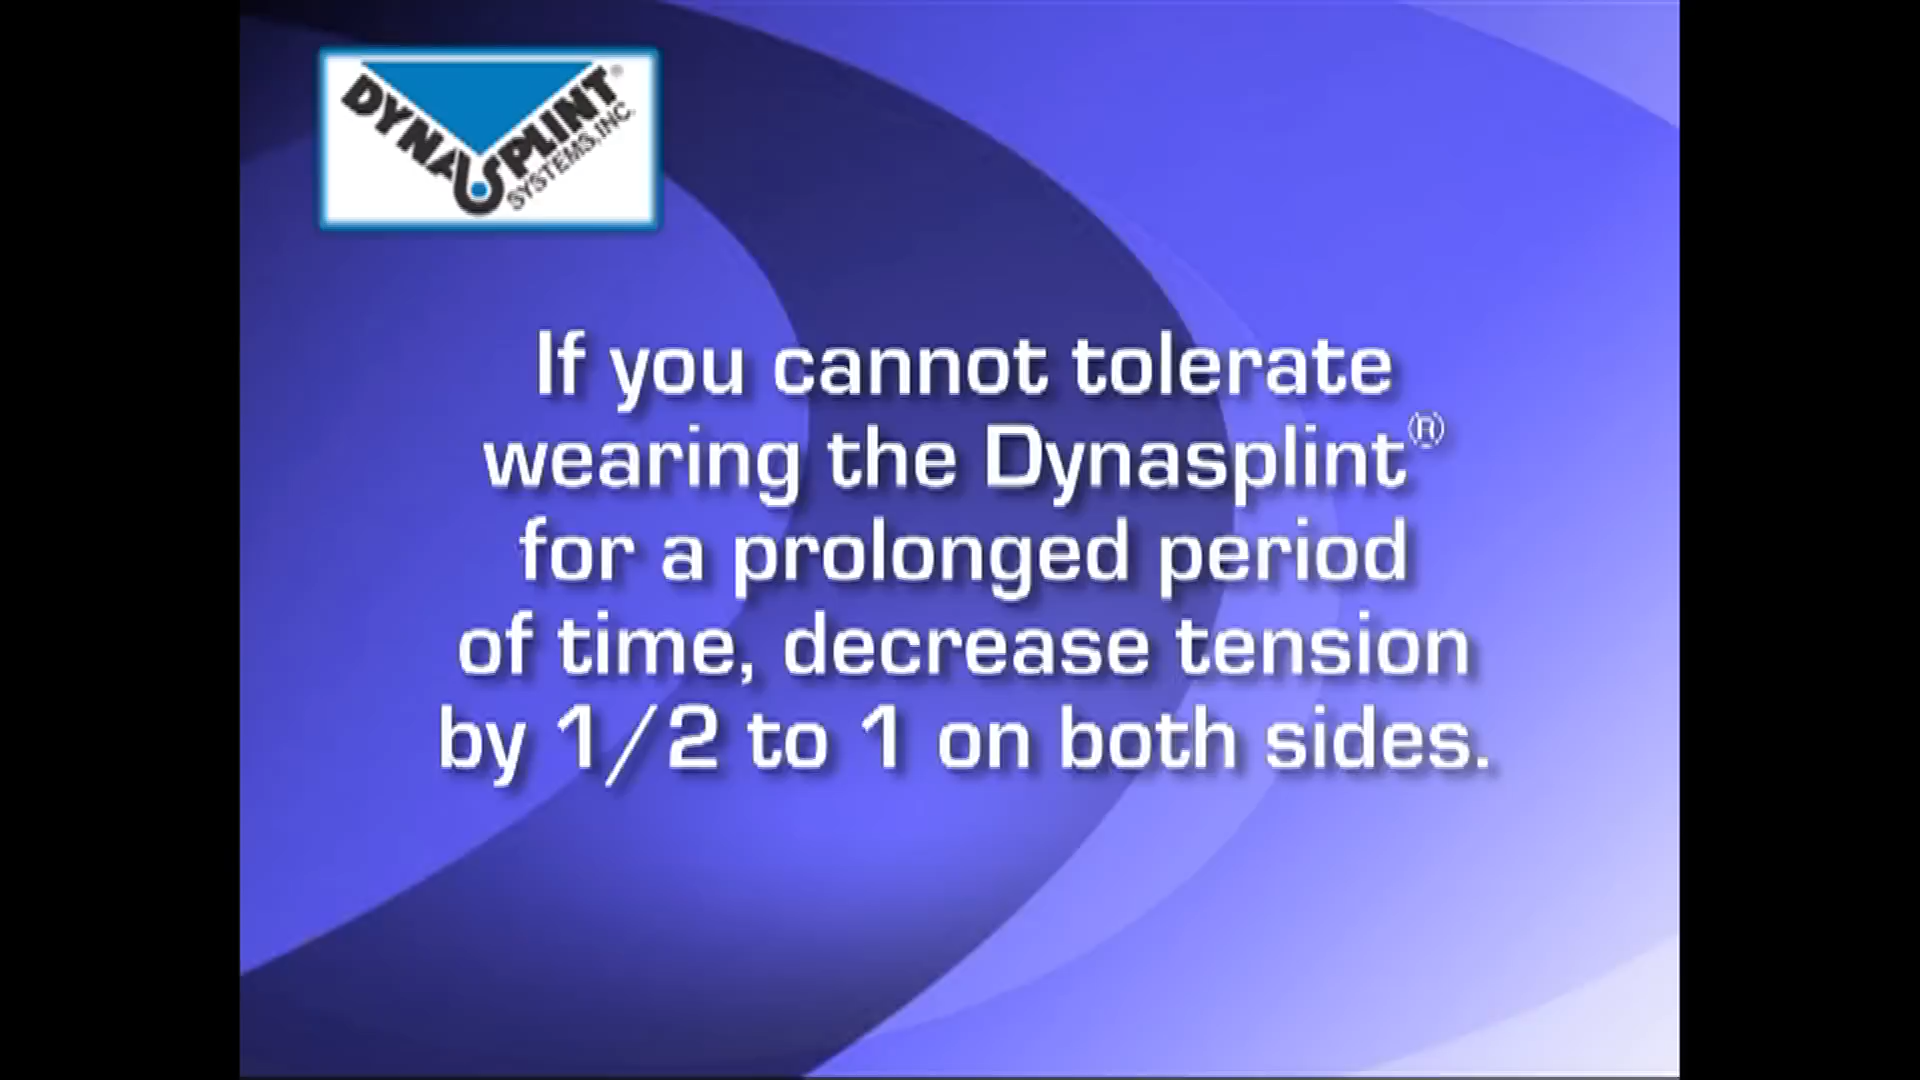 DYNASPLINT®
SYSTEMS, INC.
If you cannot tolerate
wearing the Dynasplint®
for a prolonged period
of time, decrease tension
by 1/2 to 1 on both sides.